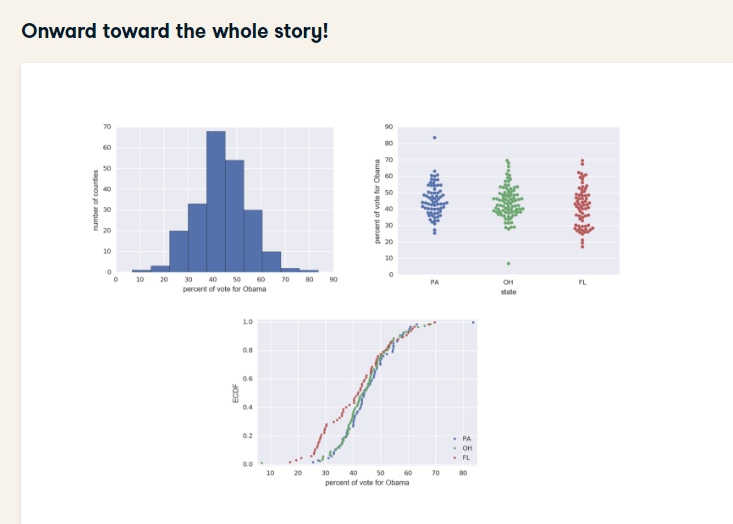 Onward toward the whole story!
70
60
50
40
30
20
10
0
number of counties
0 10 20 30 40 50 60 70 80 90
percent of vote for Obama
90
80
70
60
50
40
30
20
10
0
percent of vote for Obama
PA OH FL
state
1.0
0.8
0.6
0.4
0.2
0.0
ECDF
PA
OH
FL
10 20 30 40 50 60 70 80
percent of vote for Obama